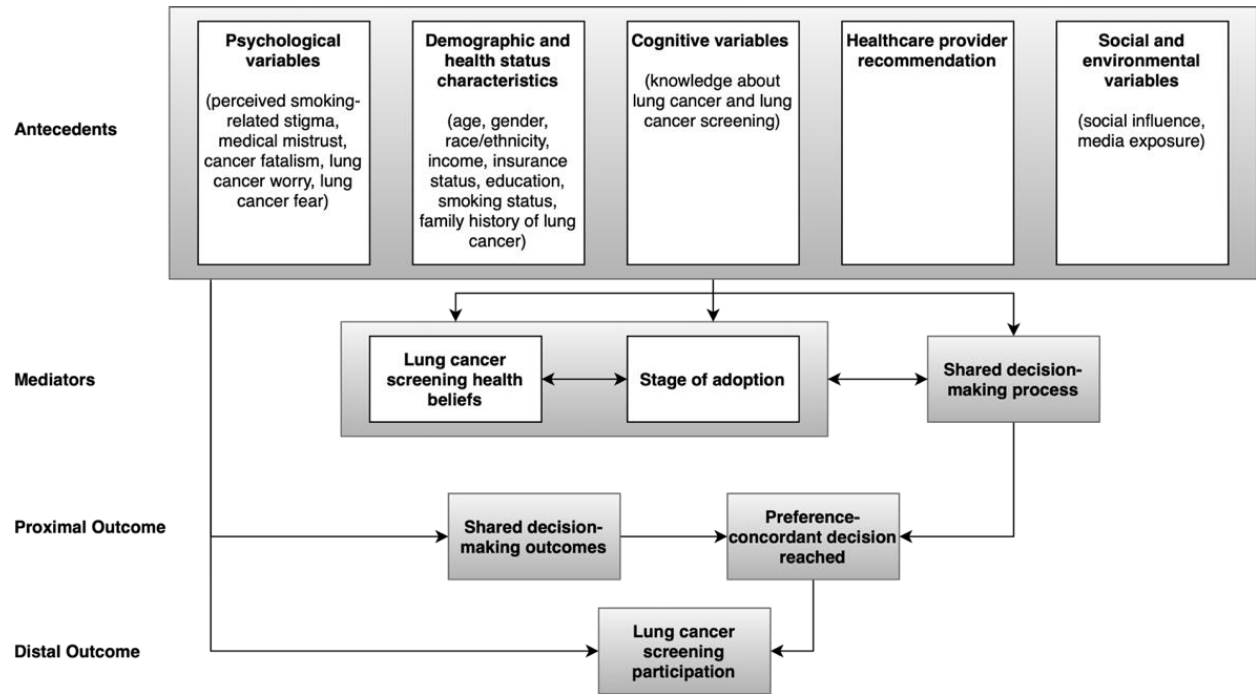 Antecedents
Psychological
variables
(perceived smoking-
related stigma,
medical mistrust,
cancer fatalism, lung
cancer worry, lung
cancer fear)
Demographic and
health status
characteristics
(age, gender,
race/ethnicity,
income, insurance
status, education,
smoking status,
family history of lung
cancer)
Cognitive variables
(knowledge about
lung cancer and lung
cancer screening)
Healthcare provider
recommendation
Social and
environmental
variables
(social influence,
media exposure)
Mediators
Lung cancer
screening health
beliefs
Stage of adoption
Shared decision-
making process
Proximal Outcome
Shared decision-
making outcomes
Preference-
concordant decision
reached
Distal Outcome
Lung cancer
screening
participation